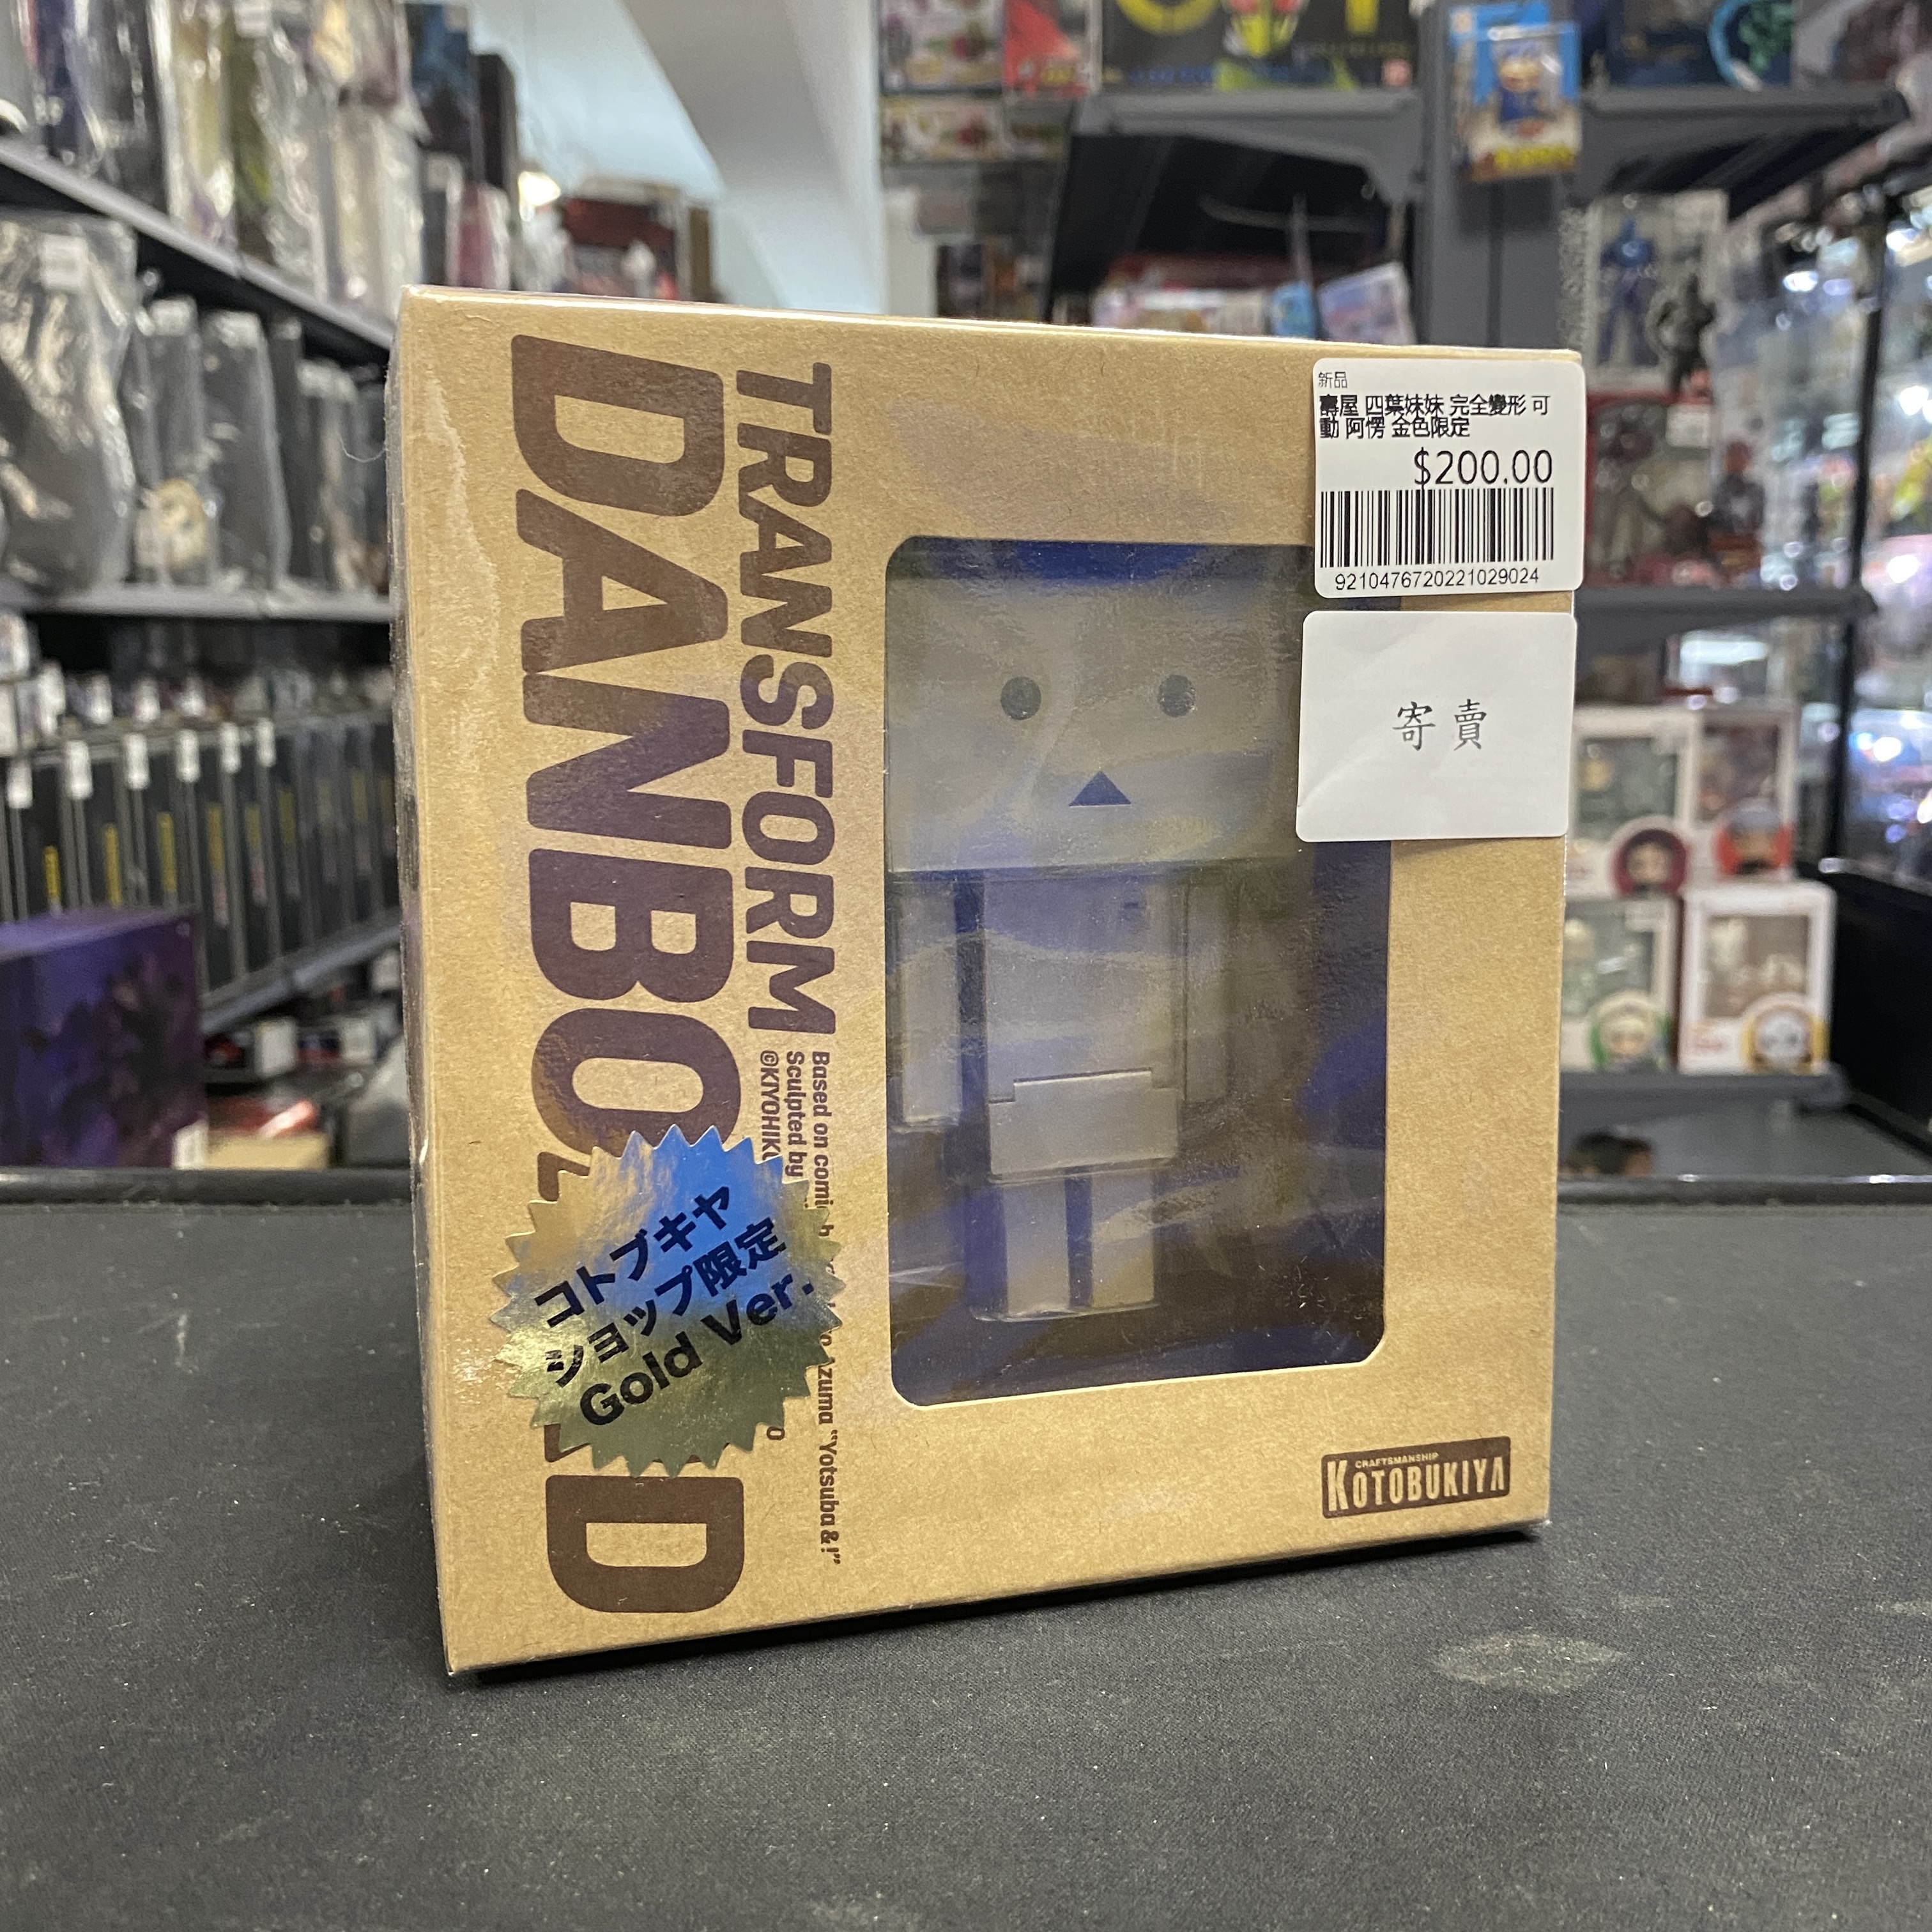 TRANSFORM
DANBO
D
Based on comi
zuma "Yotsuba & !"
Sculpted by
©KIYOHIK
コトブキヤ
ショップ限定
Gold Ver.
新品
壽屋 四葉妹妹 完全變形 可
動 阿愣 金色限定
$200.00
9210476720221029024
寄賣
CRAFTSMANSHIP
KOTOBUKIYA